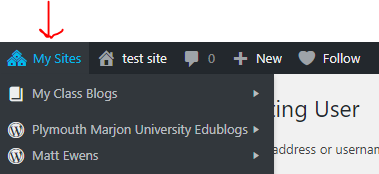 My Sites test site 0 New Follow
My Class Blogs
ting User
Plymouth Marjon University Edublogs
address or username
Matt Ewens